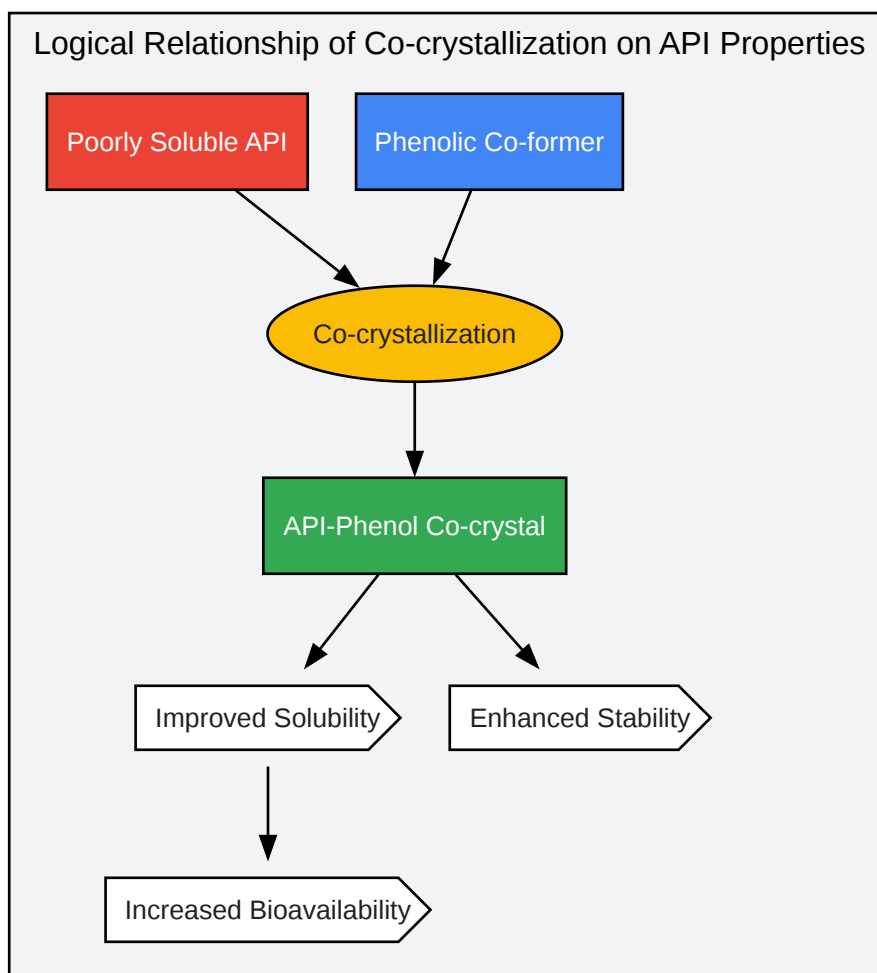 Logical Relationship of Co-crystallization on API Properties
Poorly Soluble API
Phenolic Co-former
Co-crystallization
API-Phenol Co-crystal
Improved Solubility
Enhanced Stability
Increased Bioavailability